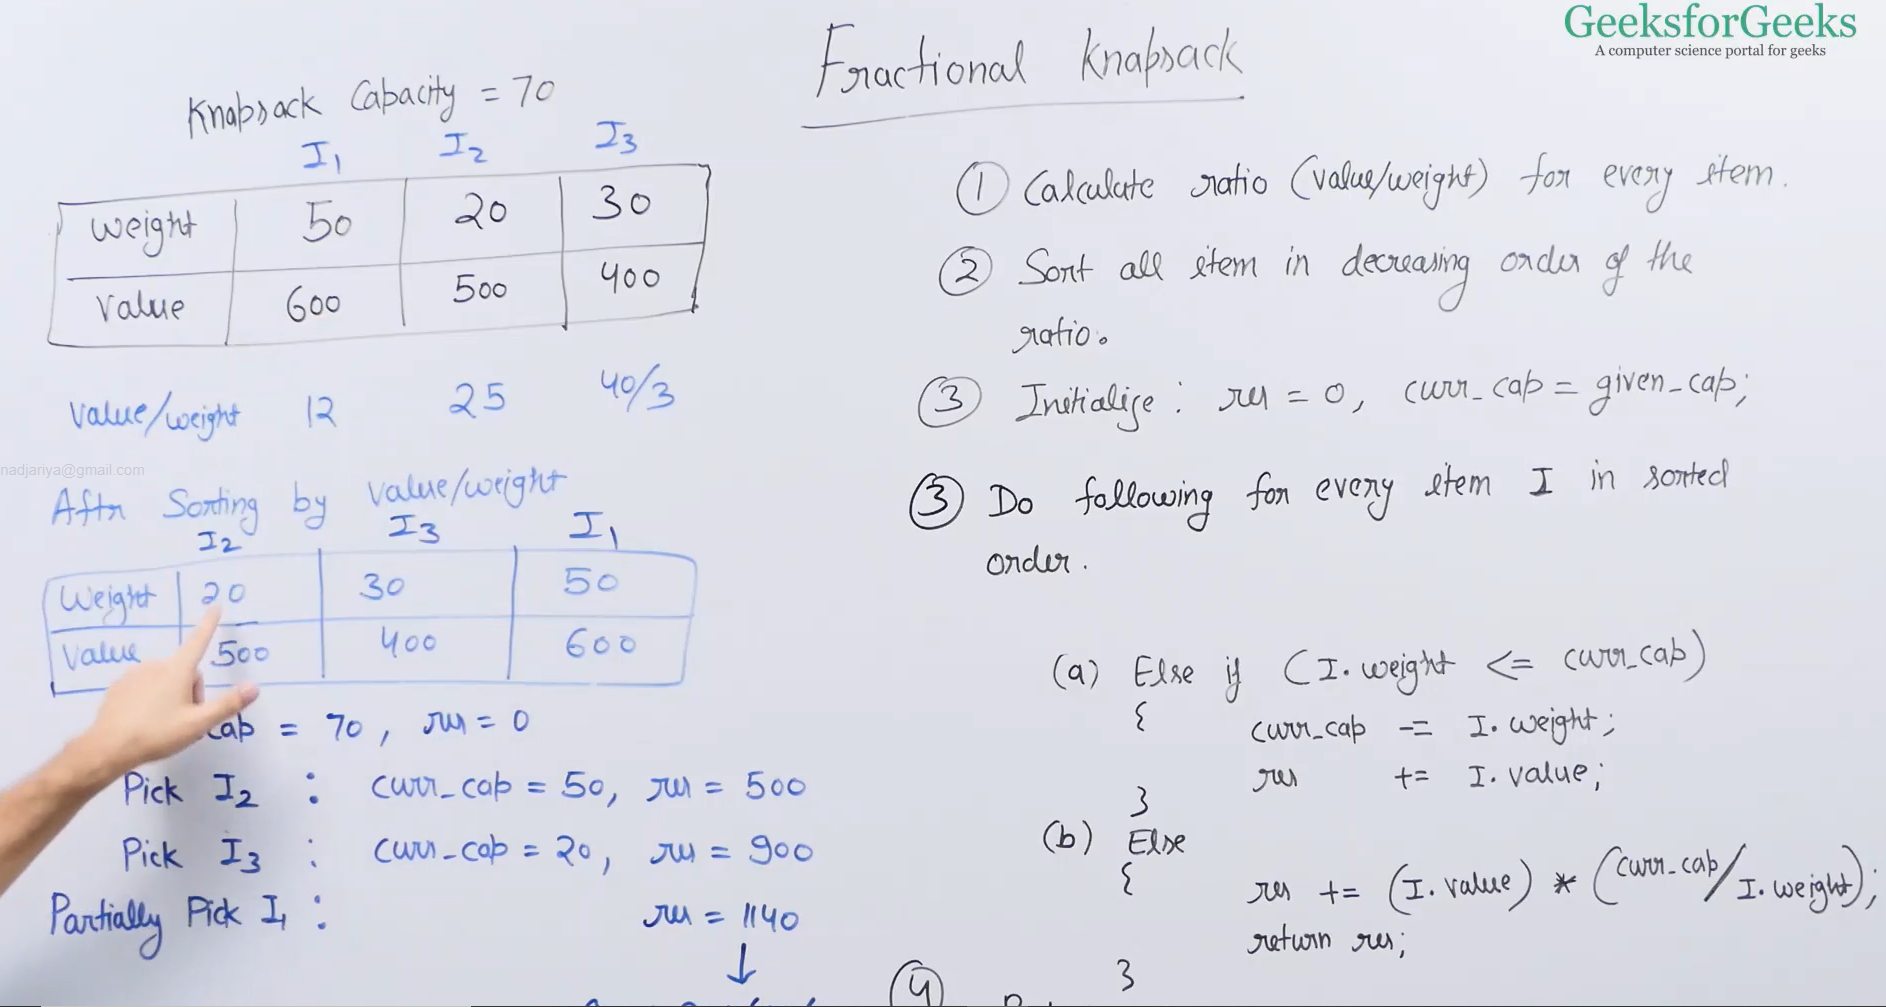 GeeksforGeeks
A computer science portal for geeks
Fractional Knapsack
Knapsack Capacity = 70
I1 I2 I3
Weight 50 20 30
Value 600 500 400
Value/weight 12 25 40/3
nadjariya@gmail.com
After Sorting by Value/weight
I2 I3 I1
Weight 20 30 50
Value 500 400 600
cap = 70, res = 0
Pick I2 : curr_cap = 50, res = 500
Pick I3 : curr_cap = 20, res = 900
Partially Pick I1 : res = 1140
① Calculate ratio (value/weight) for every item.
② Sort all item in decreasing order of the
ratio.
③ Initialize : res = 0, curr_cap = given_cap;
③ Do following for every item I in sorted
order.
(a) Else if (I.weight <= curr_cap)
{
curr_cap -= I.weight;
res += I.value;
}
(b) Else
{
res += (I.value) * (curr_cap/I.weight);
return res;
}
④